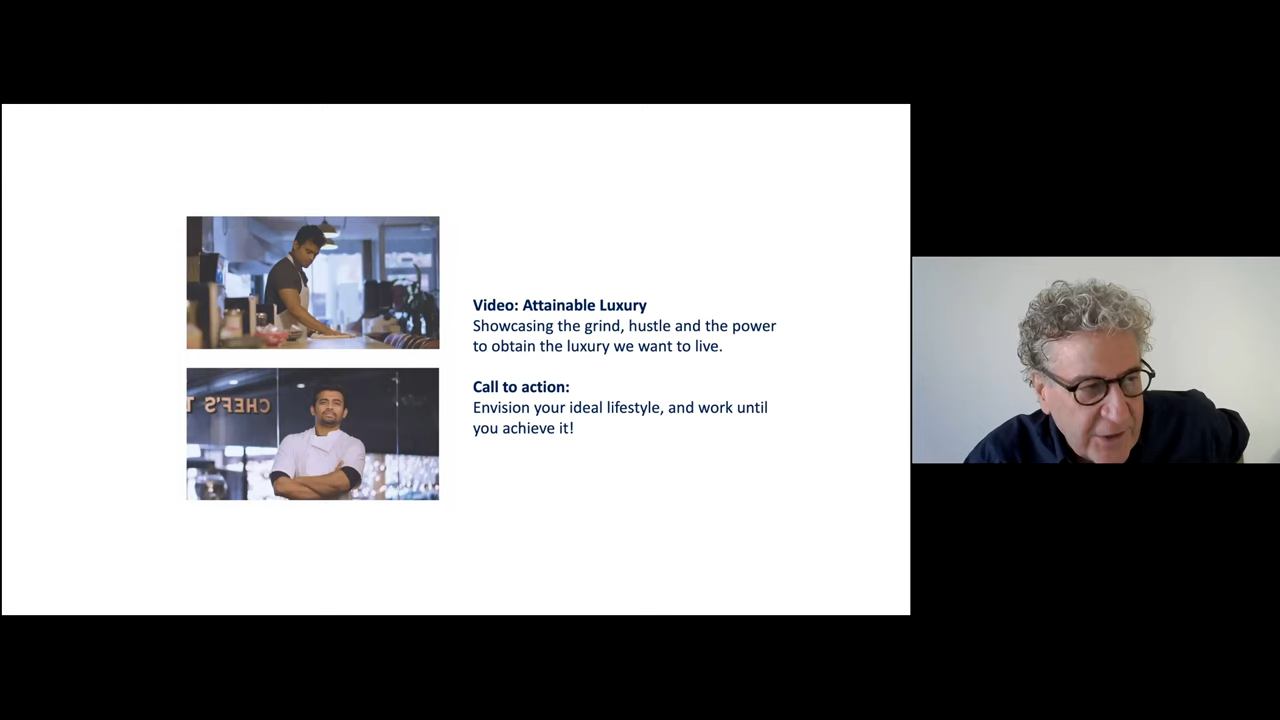 Video: Attainable Luxury
Showcasing the grind, hustle and the power
to obtain the luxury we want to live.
Call to action:
Envision your ideal lifestyle, and work until
you achieve it!
CHEF'S T